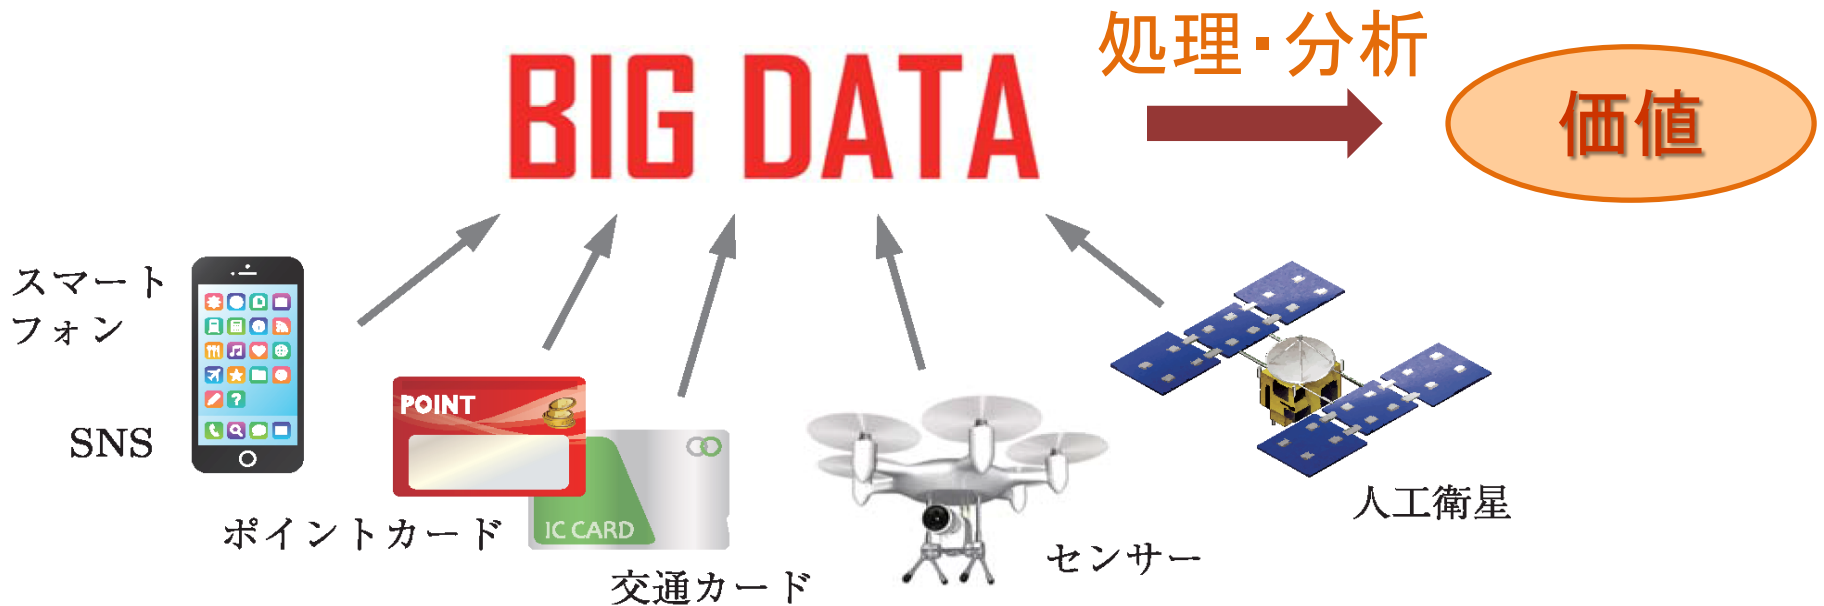 BIG DATA
処理・分析
価値
スマート
フォン
SNS
POINT
IC CARD
ポイントカード
交通カード
センサー
人工衛星